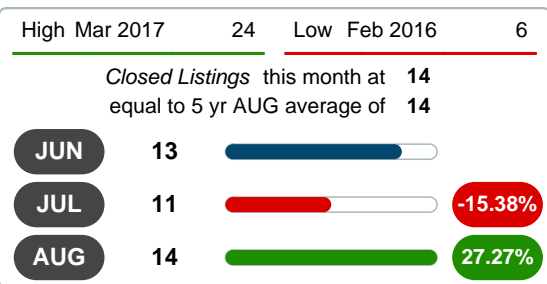 High Mar 2017 24 Low Feb 2016 6
Closed Listings this month at 14
equal to 5 yr AUG average of 14
JUN 13
JUL 11 -15.38%
AUG 14 27.27%